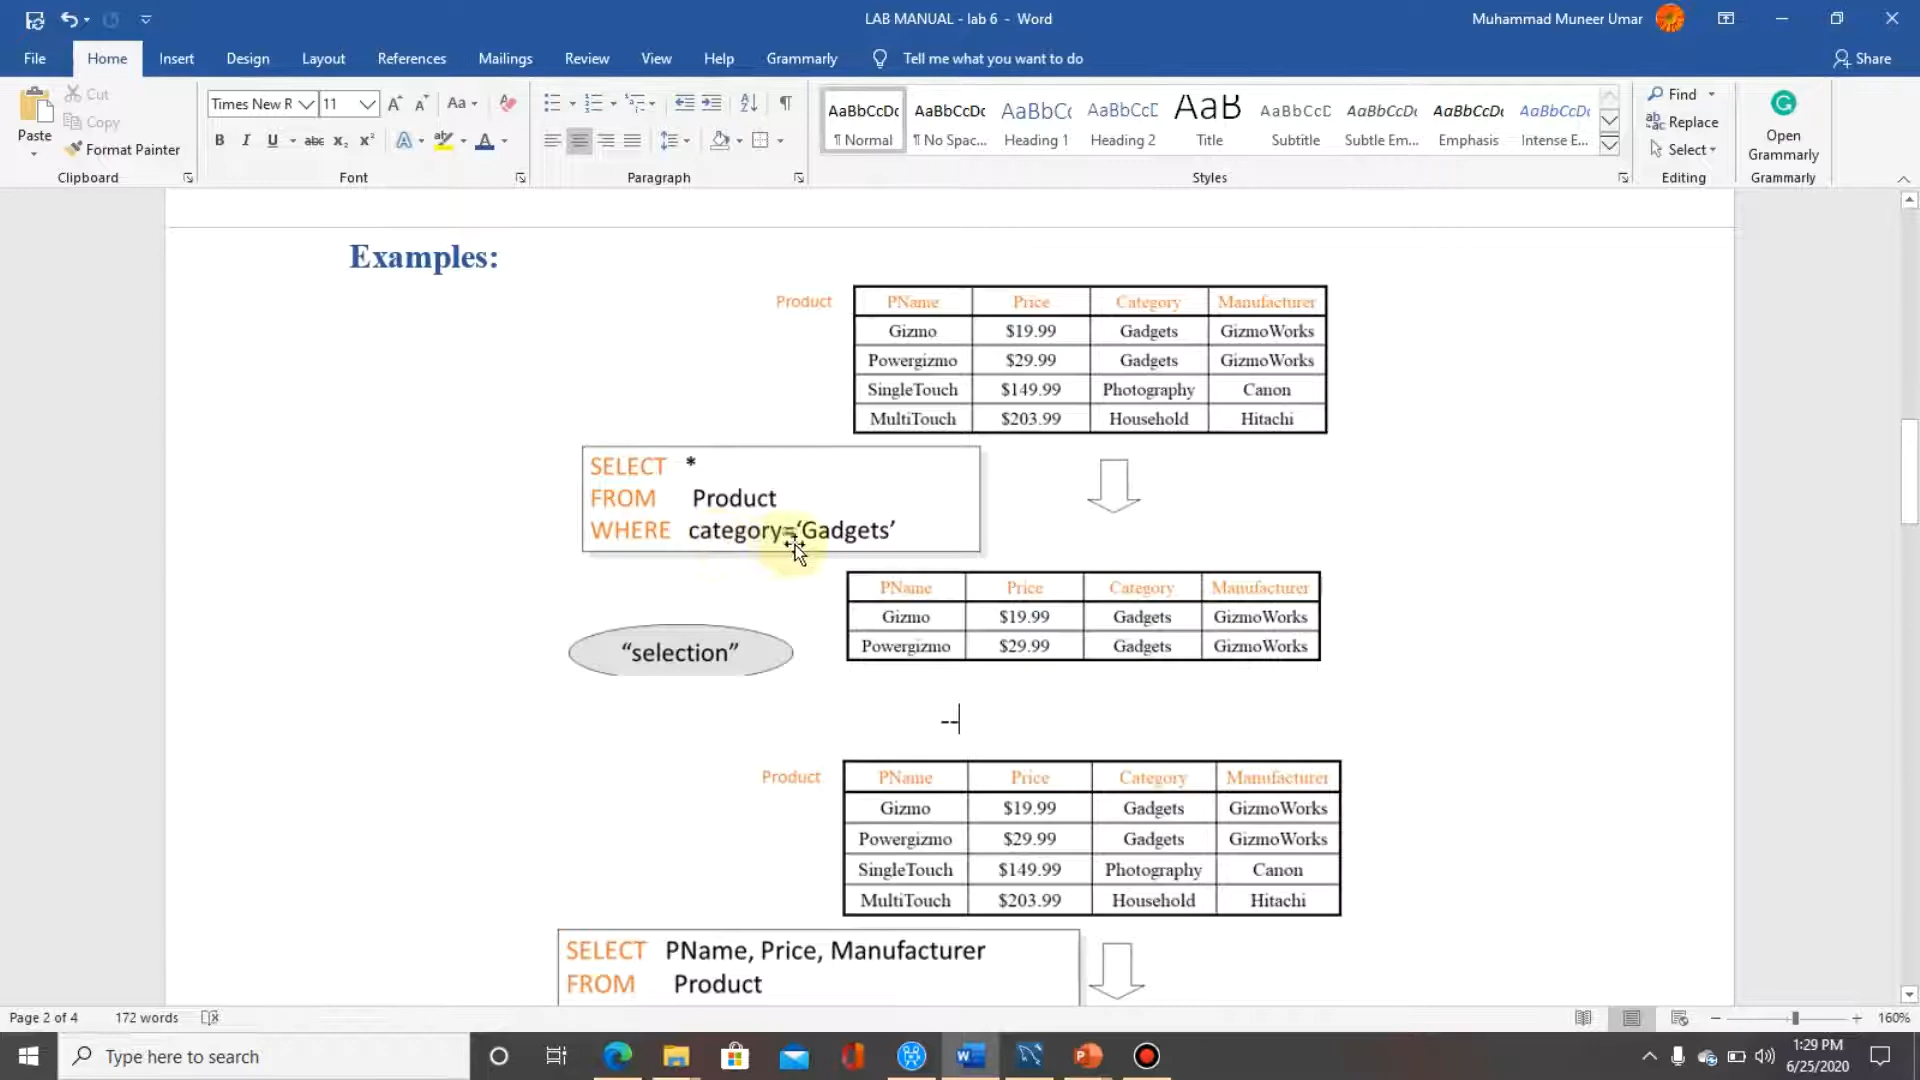 LAB MANUAL - lab 6 - Word
Muhammad Muneer Umar
File Home Insert Design Layout References Mailings Review View Help Grammarly Tell me what you want to do Share
Paste
Cut
Copy
Format Painter
Clipboard
Times New R 11
Font
Paragraph
AaBbCcDc AaBbCcDc AaBbC AaBbCcD AaB AaBbCcD AaBbCcDc AaBbCcDc AaBbCcDc
¶ Normal ¶ No Spac... Heading 1 Heading 2 Title Subtitle Subtle Em... Emphasis Intense E...
Styles
Find
Replace
Select
Editing
Open
Grammarly
Grammarly
Examples:
Product PName Price Category Manufacturer
Gizmo $19.99 Gadgets GizmoWorks
Powergizmo $29.99 Gadgets GizmoWorks
SingleTouch $149.99 Photography Canon
MultiTouch $203.99 Household Hitachi
SELECT *
FROM Product
WHERE category=‘Gadgets’
PName Price Category Manufacturer
Gizmo $19.99 Gadgets GizmoWorks
Powergizmo $29.99 Gadgets GizmoWorks
“selection”
--
Product PName Price Category Manufacturer
Gizmo $19.99 Gadgets GizmoWorks
Powergizmo $29.99 Gadgets GizmoWorks
SingleTouch $149.99 Photography Canon
MultiTouch $203.99 Household Hitachi
SELECT PName, Price, Manufacturer
FROM Product
Page 2 of 4 172 words 160%
Type here to search
1:29 PM
6/25/2020